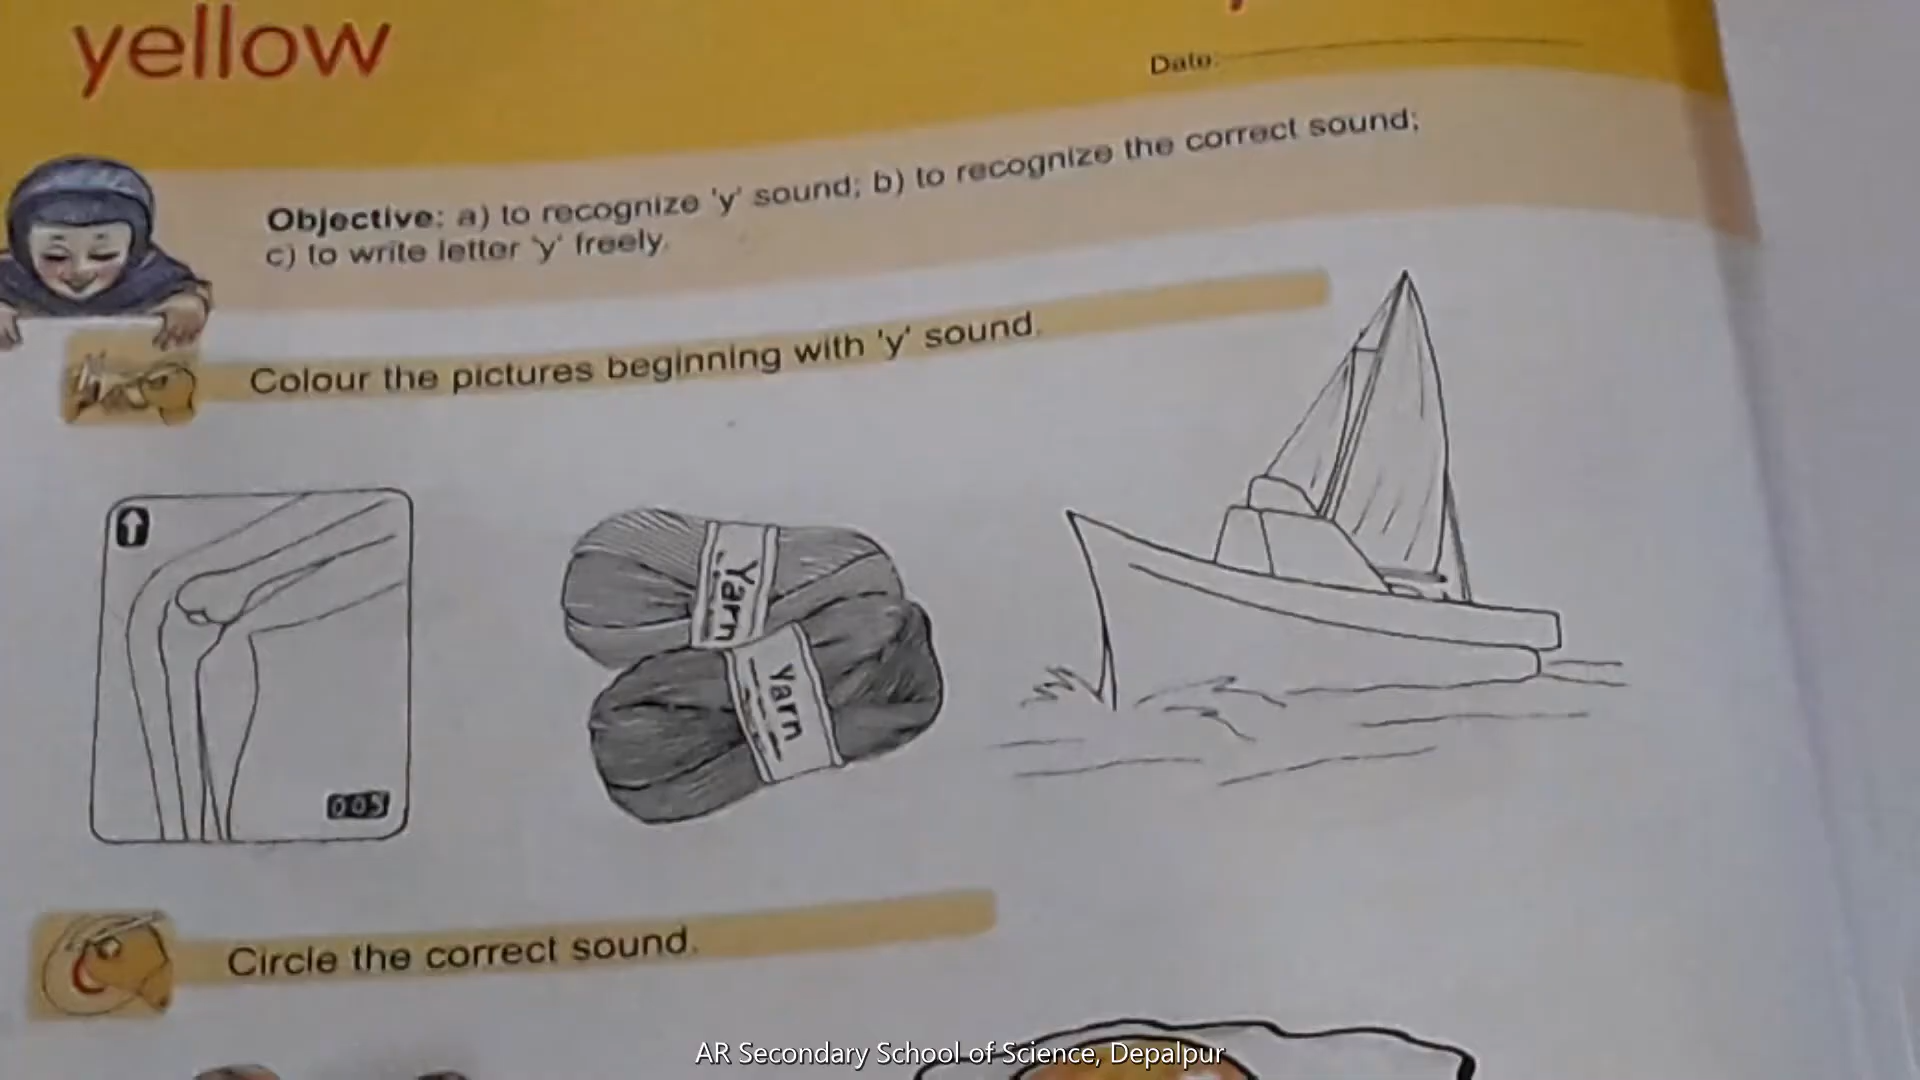 yellow
Date:
Objective: a) to recognize 'y' sound; b) to recognize the correct sound;
c) to write letter 'y' freely.
Colour the pictures beginning with 'y' sound.
Yarn
Yarn
005
Circle the correct sound.
AR Secondary School of Science, Depalpur